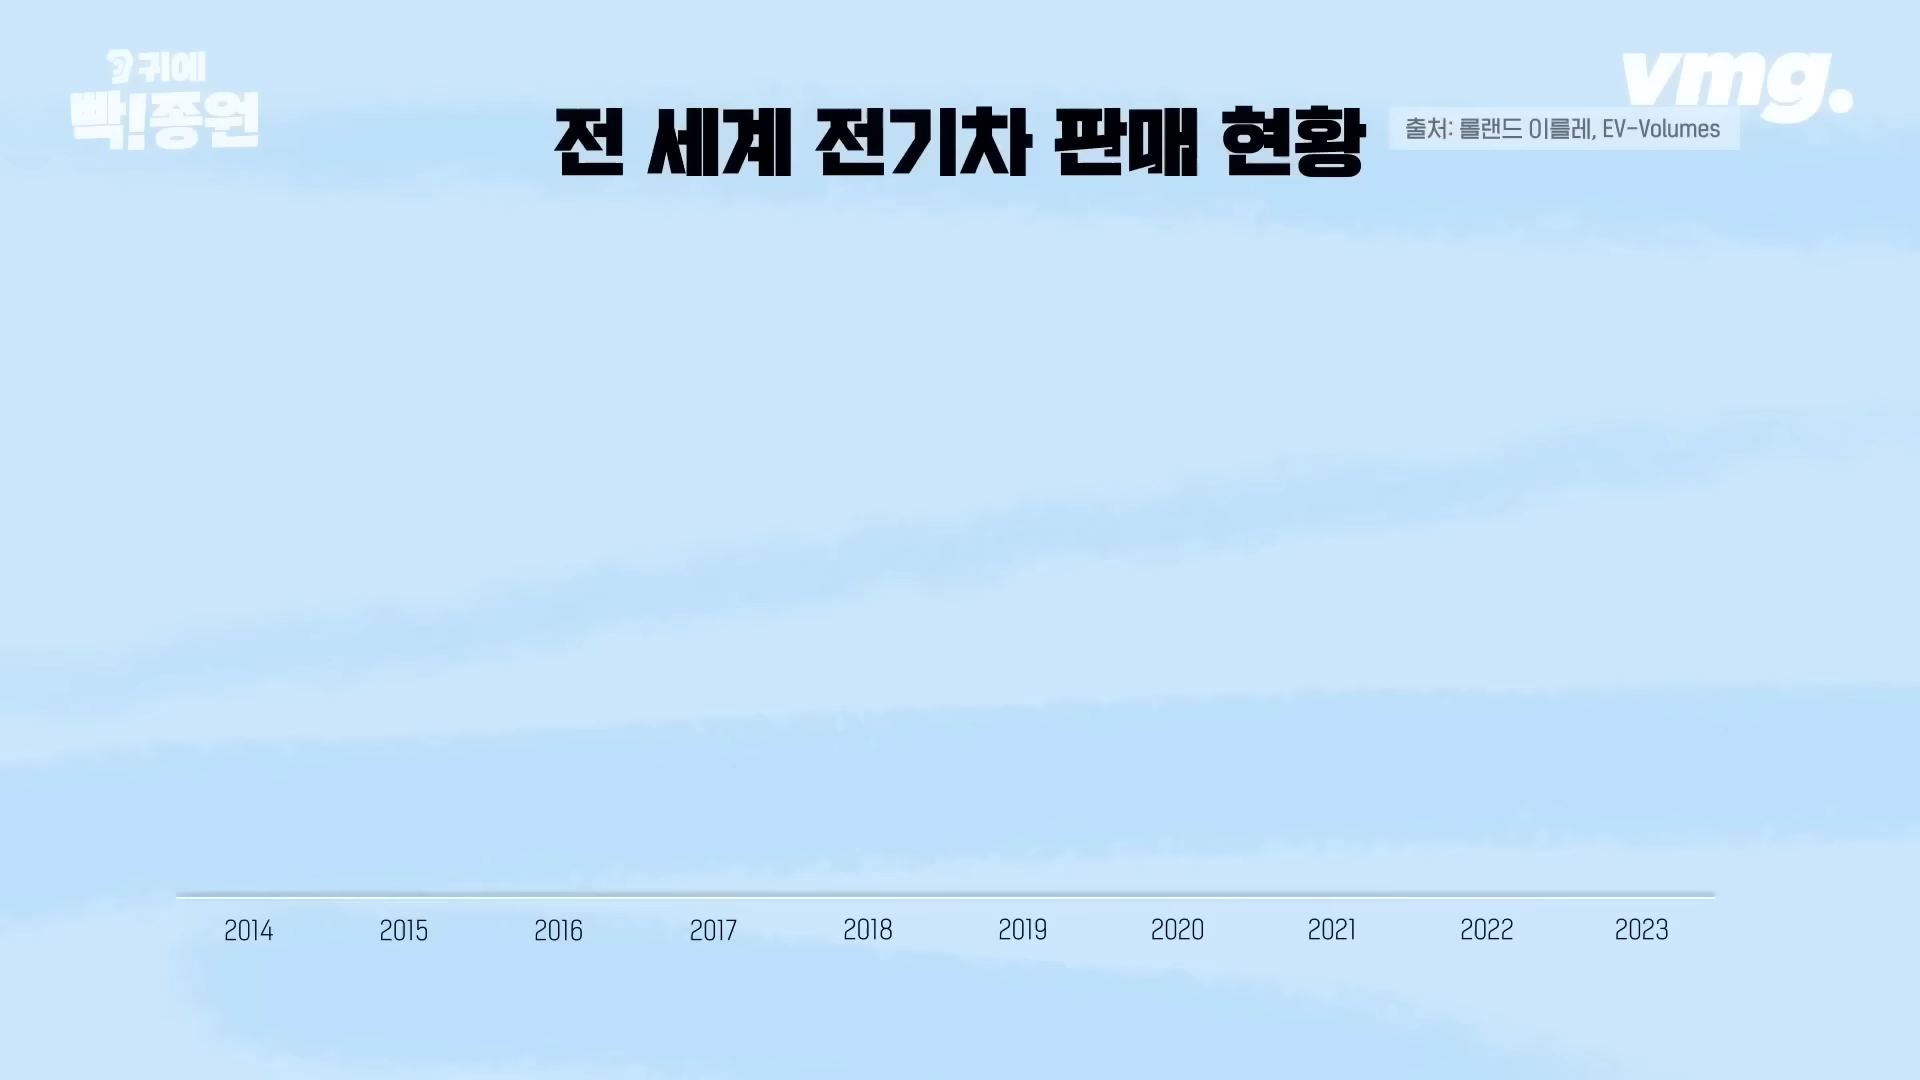 귀에
빡!종원
vmg.
전 세계 전기차 판매 현황
출처: 롤랜드 이를레, EV-Volumes
2014 2015 2016 2017 2018 2019 2020 2021 2022 2023